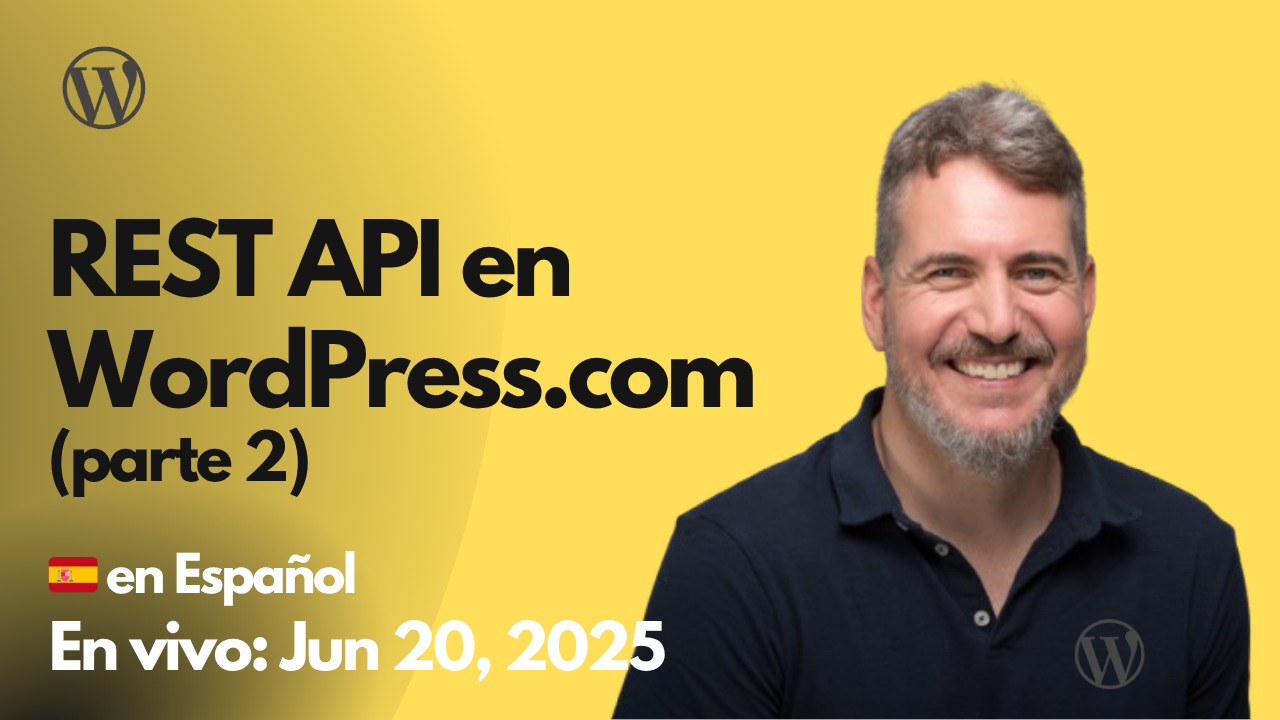 REST API en
WordPress.com
(parte 2)
en Español
En vivo: Jun 20, 2025